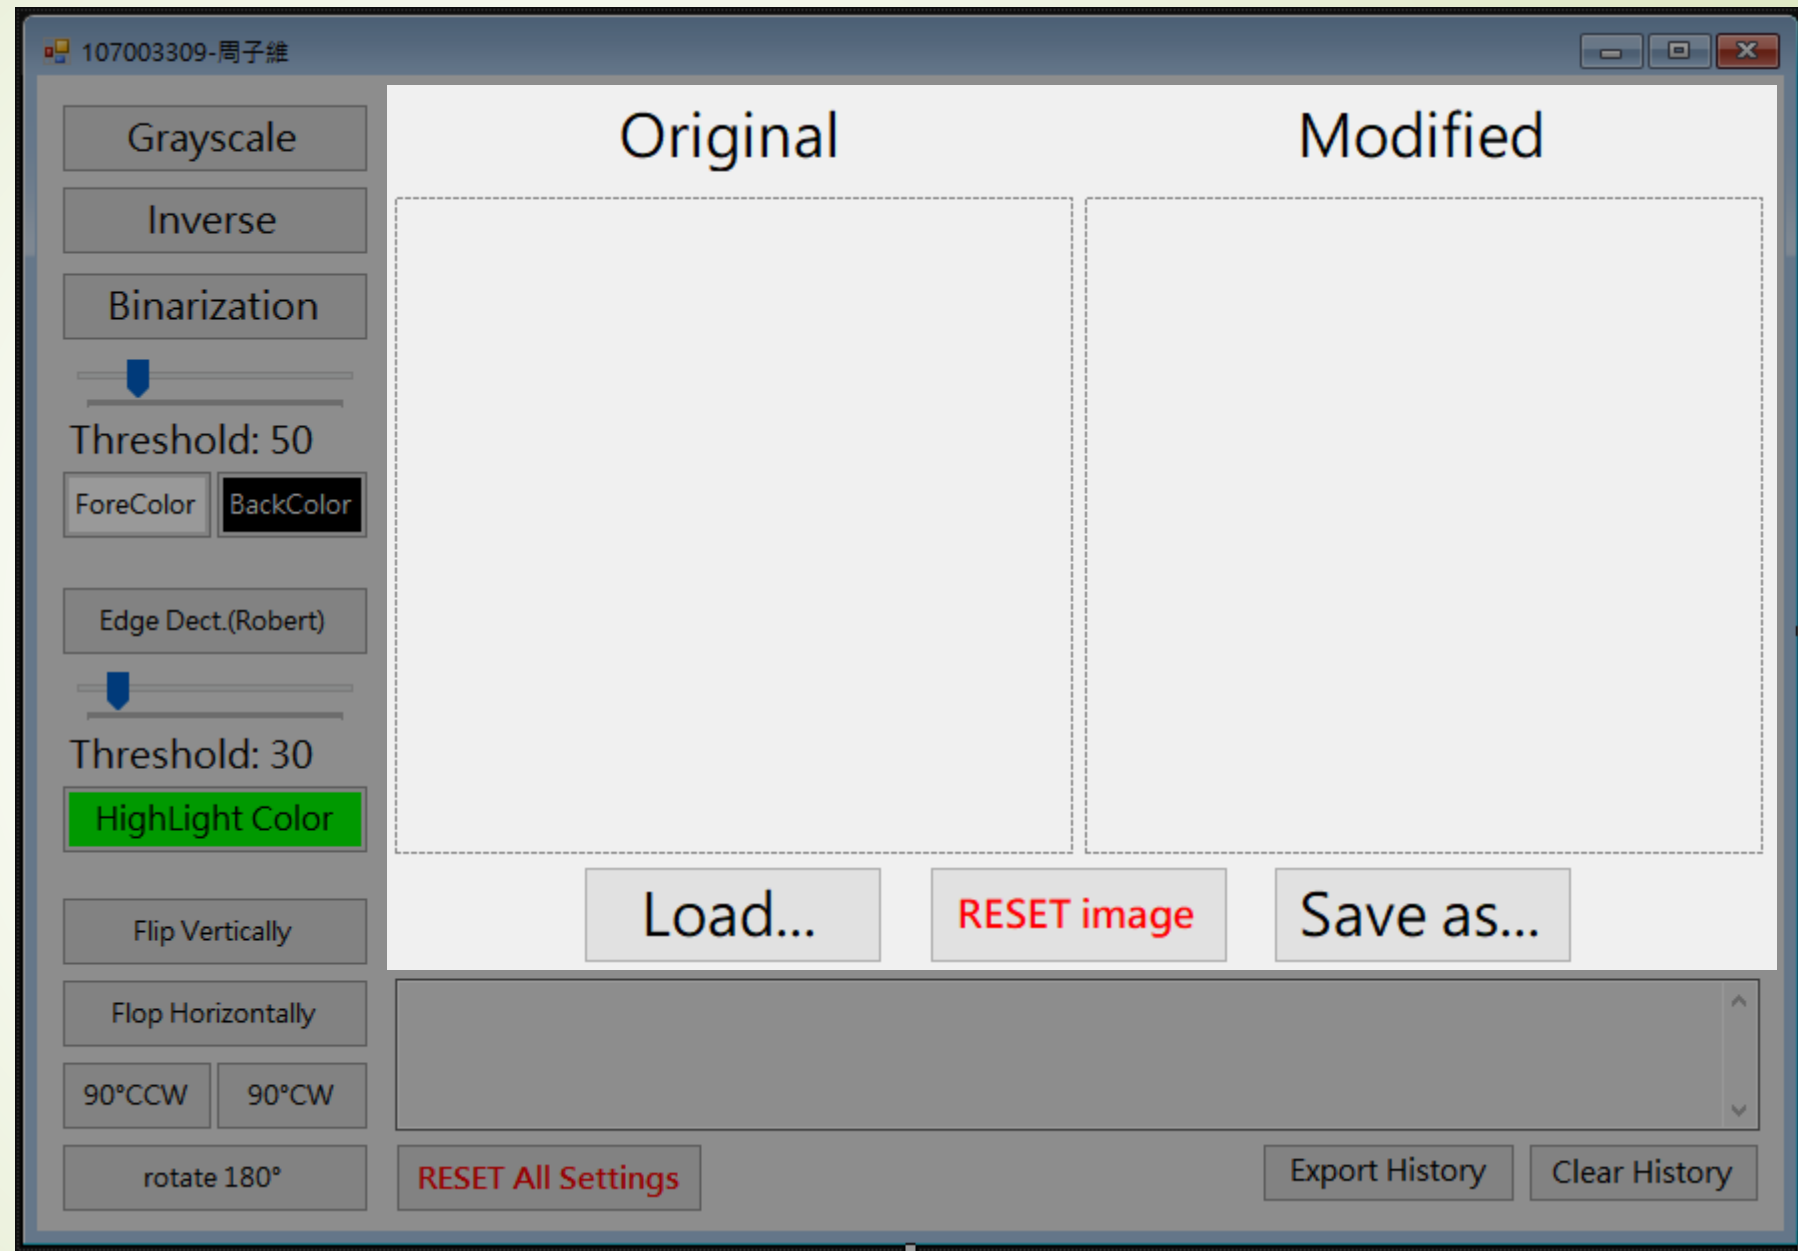 107003309-周子維
Grayscale
Inverse
Binarization
Threshold: 50
ForeColor BackColor
Edge Dect.(Robert)
Threshold: 30
HighLight Color
Flip Vertically
Flop Horizontally
90°CCW 90°CW
rotate 180°
Original Modified
Load... RESET image Save as...
RESET All Settings Export History Clear History